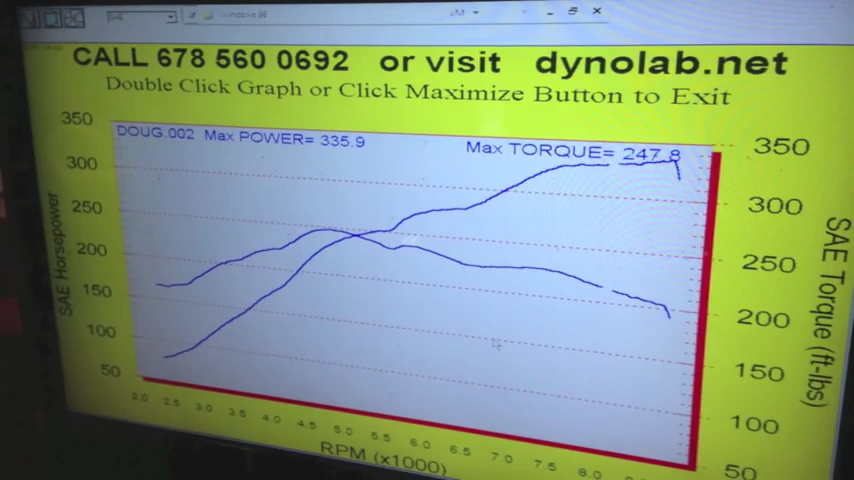 SAE
CALL 678 560 0692 or visit dynolab.net
Double Click Graph or Click Maximize Button to Exit
DOUG.002 Max POWER= 335.9
Max TORQUE= 247.8
350
300
250
200
150
100
50
SAE Horsepower
350
300
250
200
150
100
50
SAE Torque (ft-lbs)
2.0 2.5 3.0 3.5 4.0 4.5 5.0 5.5 6.0 6.5 7.0 7.5 8.0
RPM (x1000)